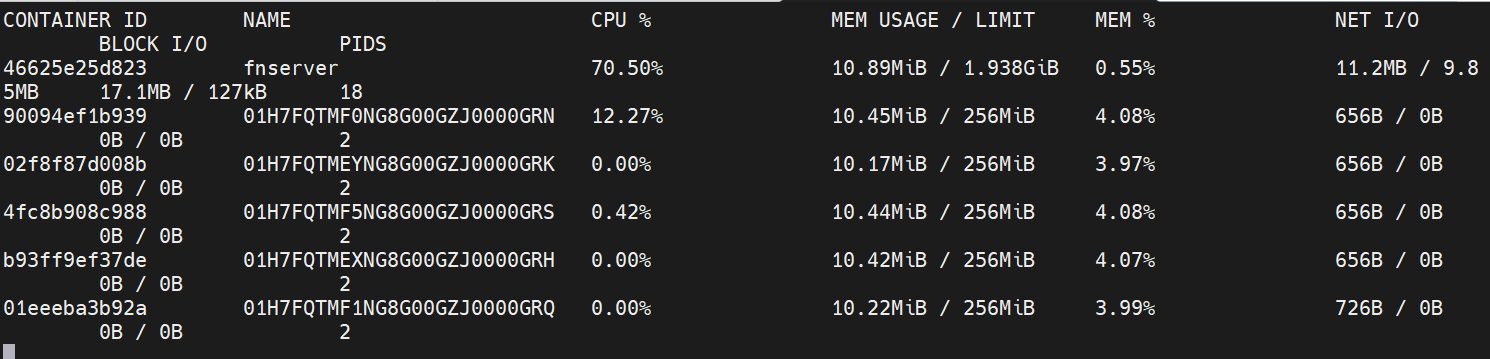 CONTAINER ID        NAME                         CPU %               MEM USAGE / LIMIT     MEM %               NET I/O
        BLOCK I/O           PIDS
46625e25d823        fnserver                     70.50%              10.89MiB / 1.938GiB   0.55%               11.2MB / 9.8
5MB     17.1MB / 127kB      18
90094ef1b939        01H7FQTMF0NG8G00GZJ0000GRN   12.27%              10.45MiB / 256MiB     4.08%               656B / 0B
        0B / 0B             2
02f8f87d008b        01H7FQTMEYNG8G00GZJ0000GRK   0.00%               10.17MiB / 256MiB     3.97%               656B / 0B
        0B / 0B             2
4fc8b908c988        01H7FQTMF5NG8G00GZJ0000GRS   0.42%               10.44MiB / 256MiB     4.08%               656B / 0B
        0B / 0B             2
b93ff9ef37de        01H7FQTMEXNG8G00GZJ0000GRH   0.00%               10.42MiB / 256MiB     4.07%               656B / 0B
        0B / 0B             2
01eeeba3b92a        01H7FQTMF1NG8G00GZJ0000GRQ   0.00%               10.22MiB / 256MiB     3.99%               726B / 0B
        0B / 0B             2